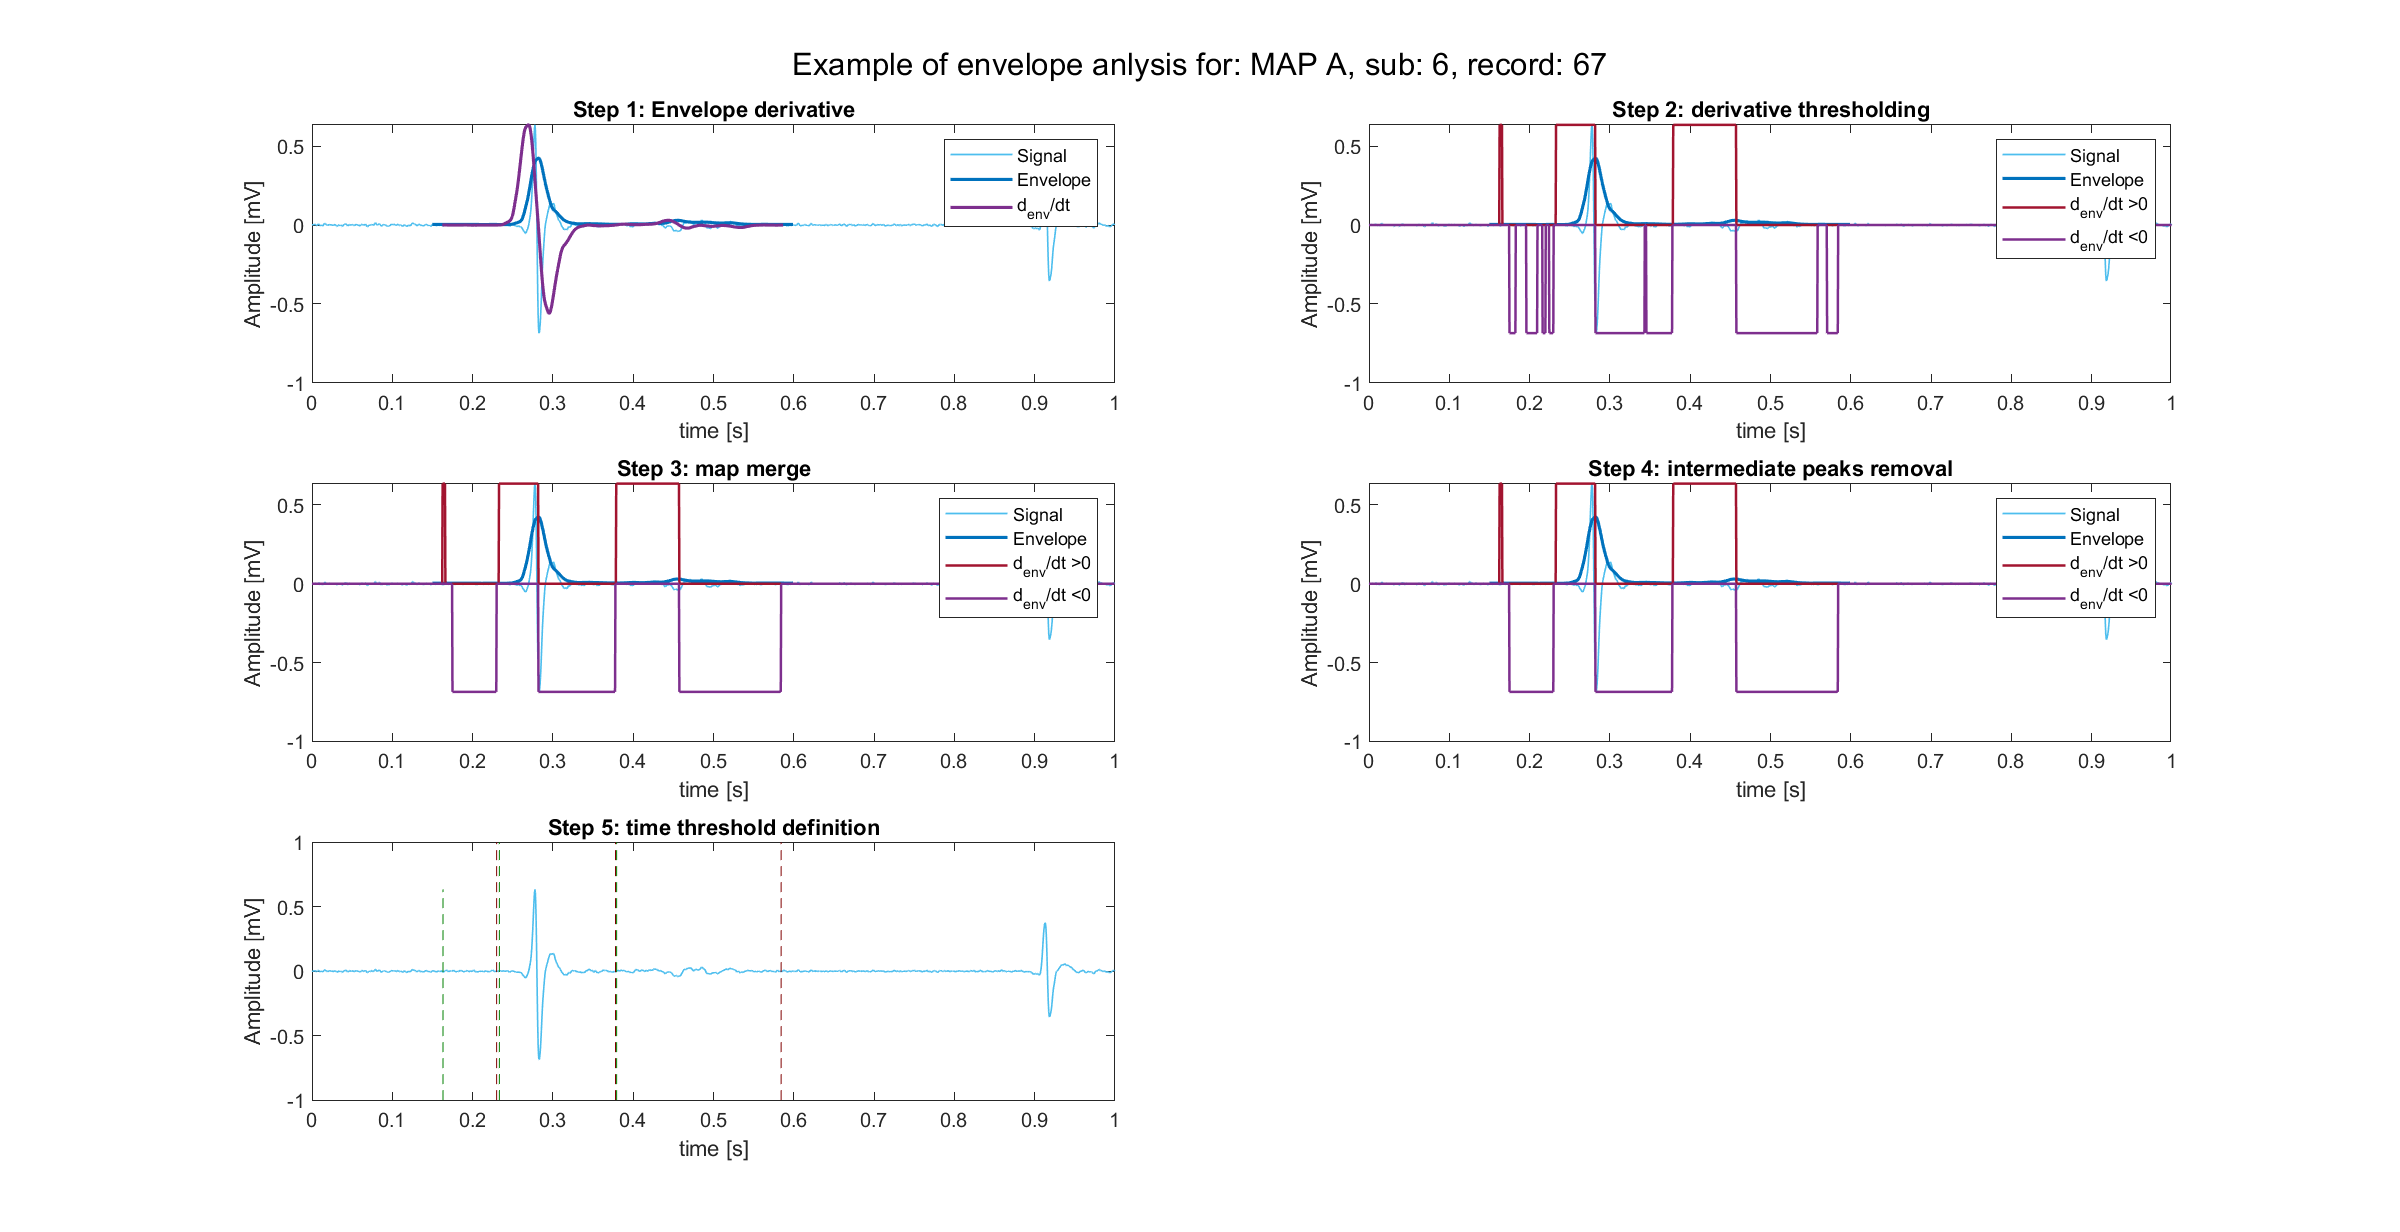 Example of envelope anlysis for: MAP A, sub: 6, record: 67
Step 1: Envelope derivative
Amplitude [mV]
0.5
0
-0.5
-1
0 0.1 0.2 0.3 0.4 0.5 0.6 0.7 0.8 0.9 1
time [s]
Signal
Envelope
d_env/dt
Step 2: derivative thresholding
Amplitude [mV]
0.5
0
-0.5
-1
0 0.1 0.2 0.3 0.4 0.5 0.6 0.7 0.8 0.9 1
time [s]
Signal
Envelope
d_env/dt >0
d_env/dt <0
Step 3: map merge
Amplitude [mV]
0.5
0
-0.5
-1
0 0.1 0.2 0.3 0.4 0.5 0.6 0.7 0.8 0.9 1
time [s]
Signal
Envelope
d_env/dt >0
d_env/dt <0
Step 4: intermediate peaks removal
Amplitude [mV]
0.5
0
-0.5
-1
0 0.1 0.2 0.3 0.4 0.5 0.6 0.7 0.8 0.9 1
time [s]
Signal
Envelope
d_env/dt >0
d_env/dt <0
Step 5: time threshold definition
Amplitude [mV]
1
0.5
0
-0.5
-1
0 0.1 0.2 0.3 0.4 0.5 0.6 0.7 0.8 0.9 1
time [s]